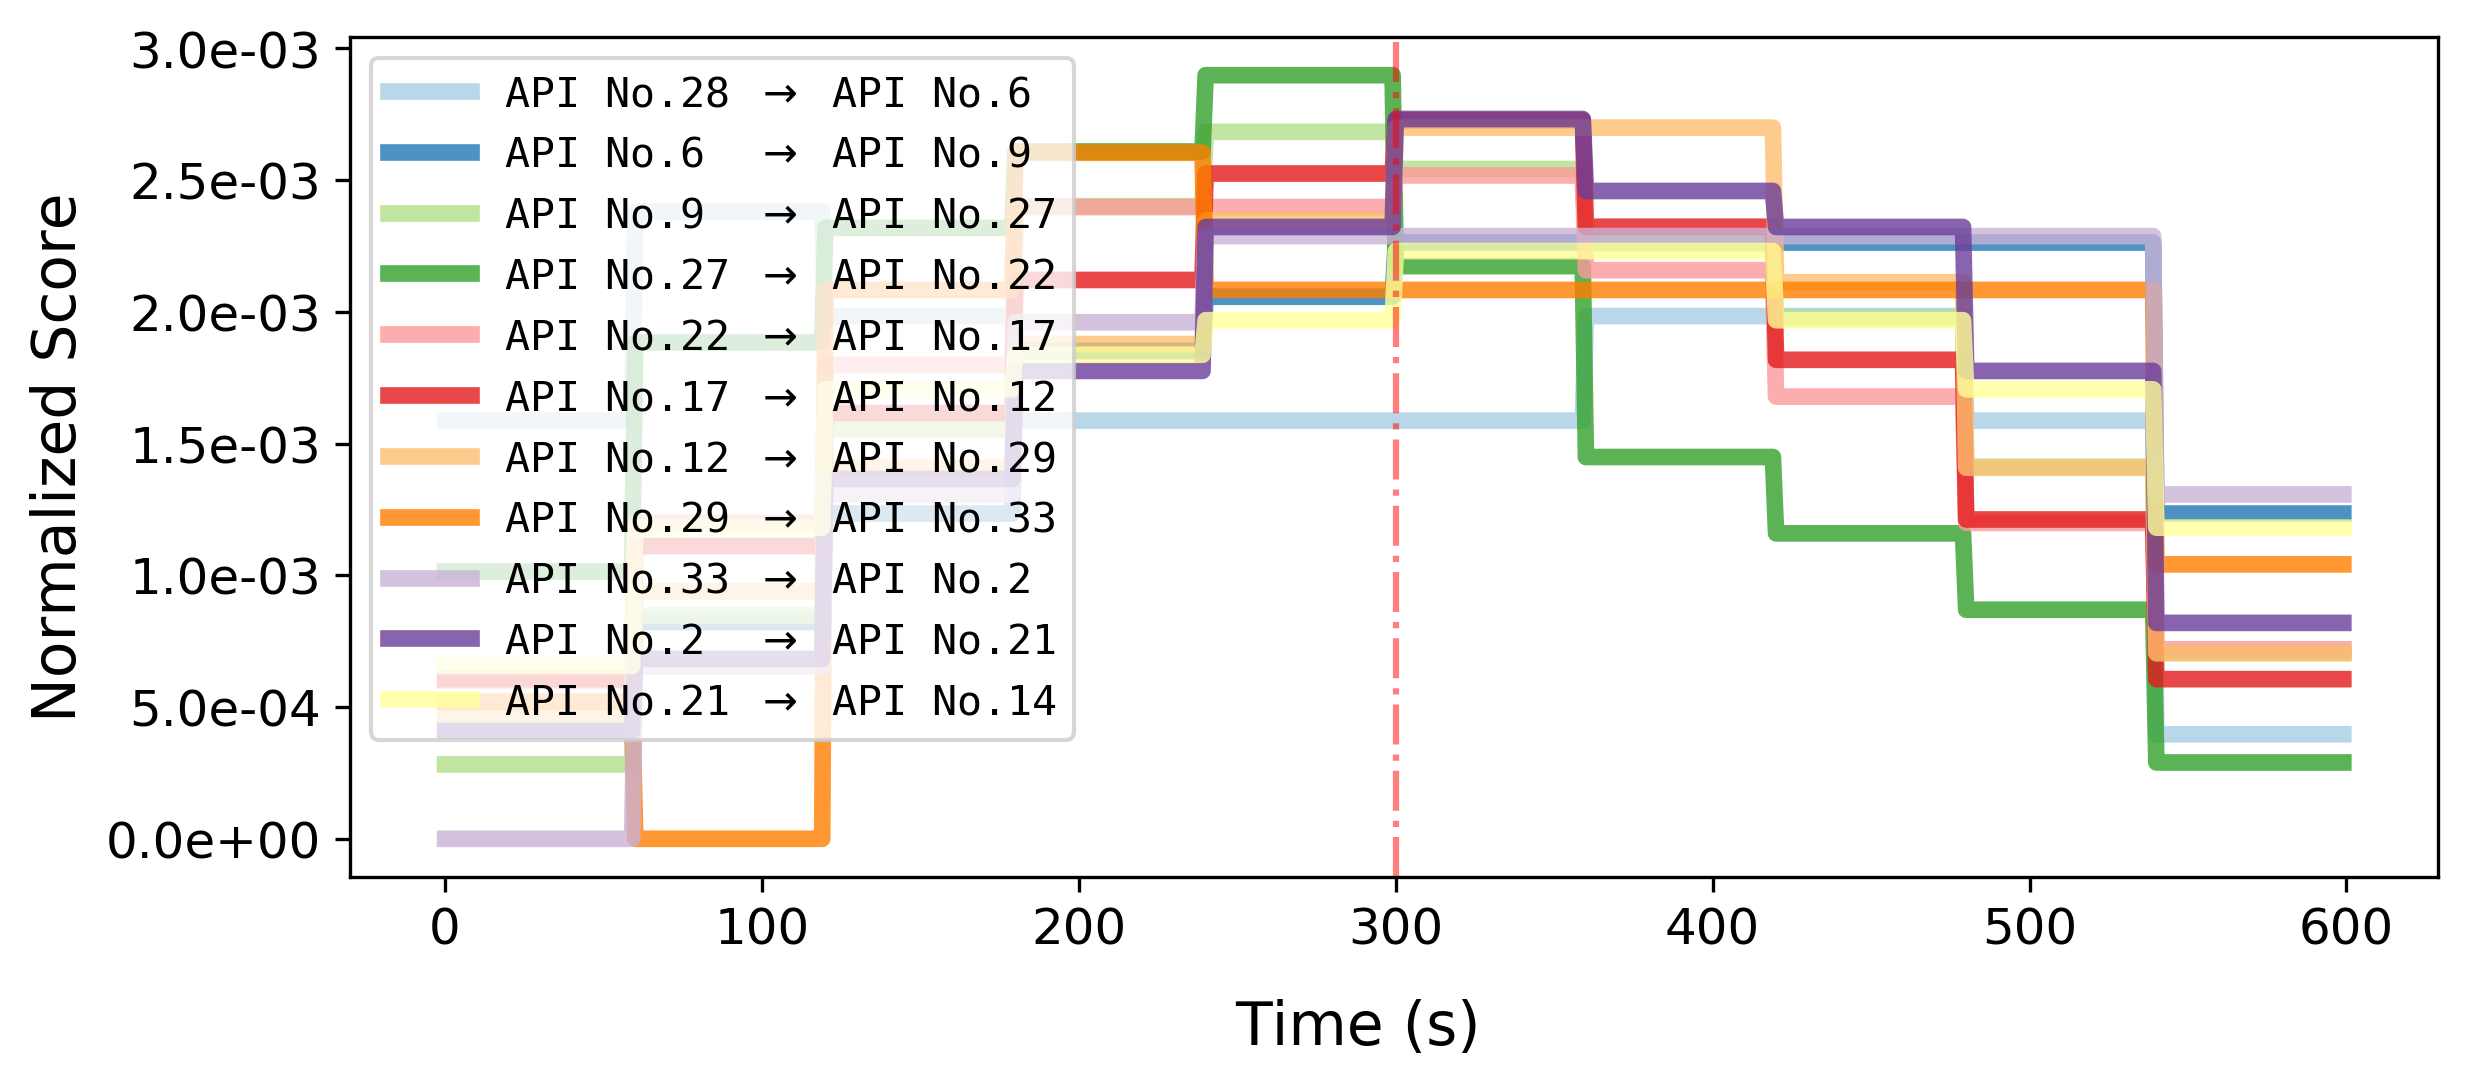 Normalized Score
3.0e-03
2.5e-03
2.0e-03
1.5e-03
1.0e-03
5.0e-04
0.0e+00
API No.28 → API No.6
API No.6 → API No.9
API No.9 → API No.27
API No.27 → API No.22
API No.22 → API No.17
API No.17 → API No.12
API No.12 → API No.29
API No.29 → API No.33
API No.33 → API No.2
API No.2 → API No.21
API No.21 → API No.14
0 100 200 300 400 500 600
Time (s)